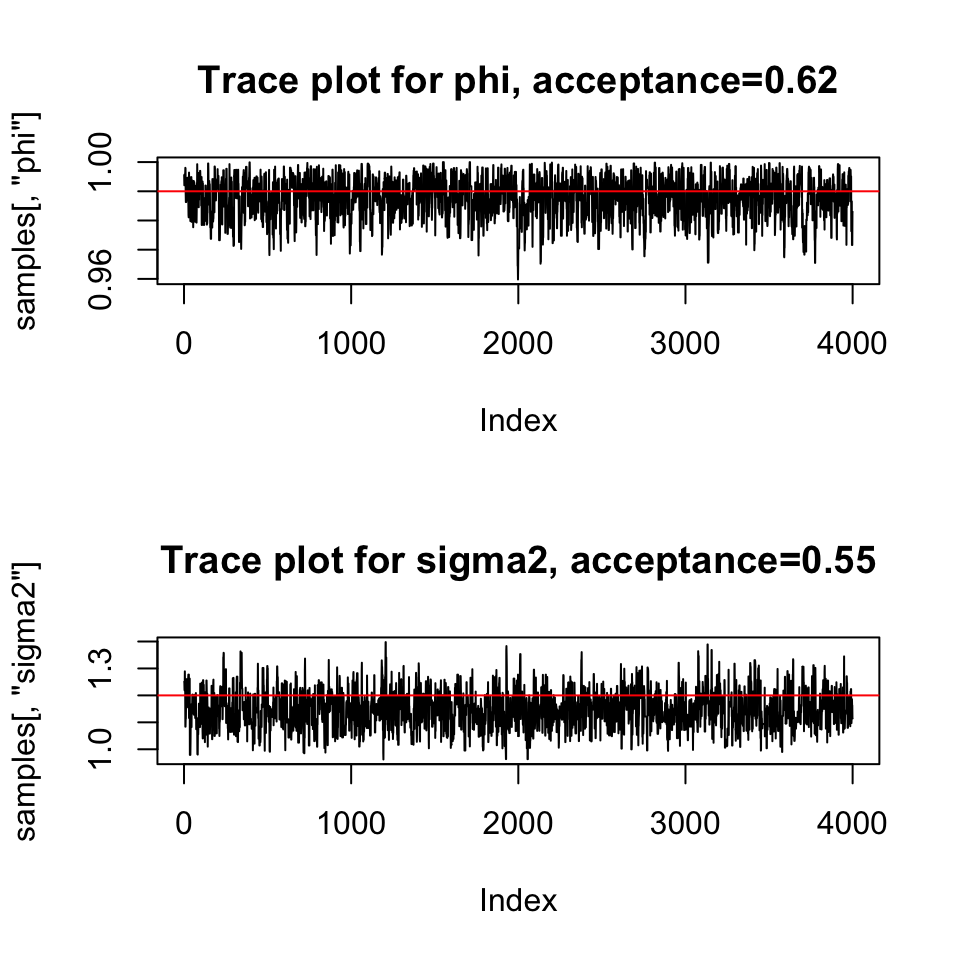 Trace plot for phi, acceptance=0.62
samples[, "phi"]
1.00
0.96
0 1000 2000 3000 4000
Index
Trace plot for sigma2, acceptance=0.55
samples[, "sigma2"]
1.3
1.0
0 1000 2000 3000 4000
Index